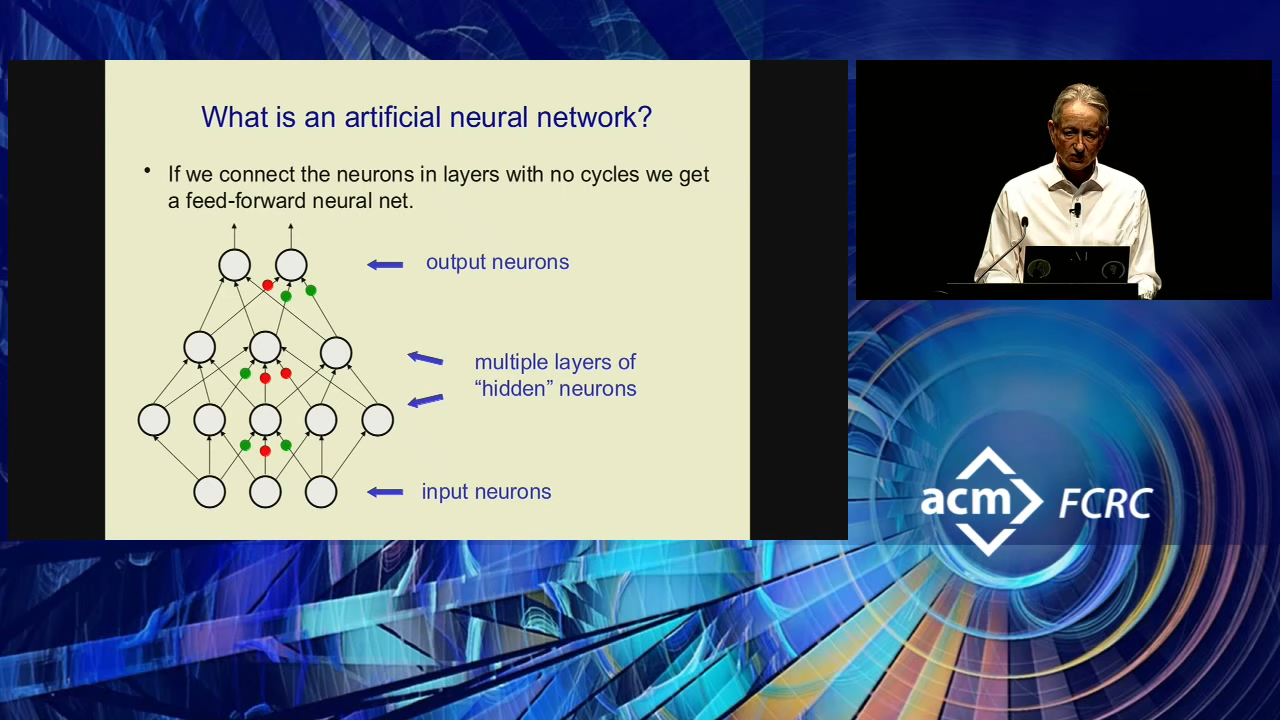 What is an artificial neural network?
• If we connect the neurons in layers with no cycles we get
a feed-forward neural net.
output neurons
multiple layers of
“hidden” neurons
input neurons
acm FCRC